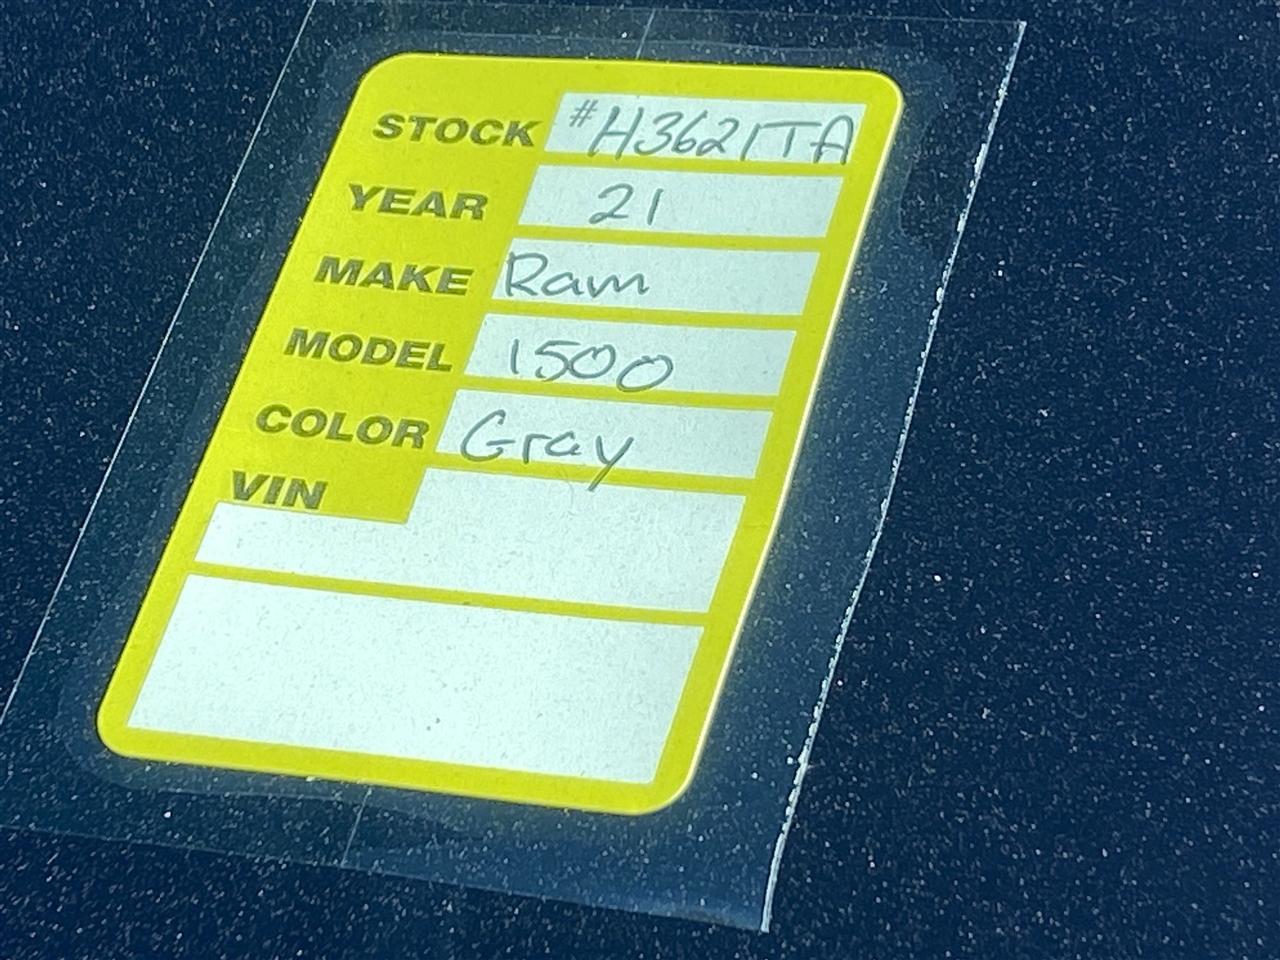 STOCK #H3621TA
YEAR 21
MAKE Ram
MODEL 1500
COLOR Gray
VIN